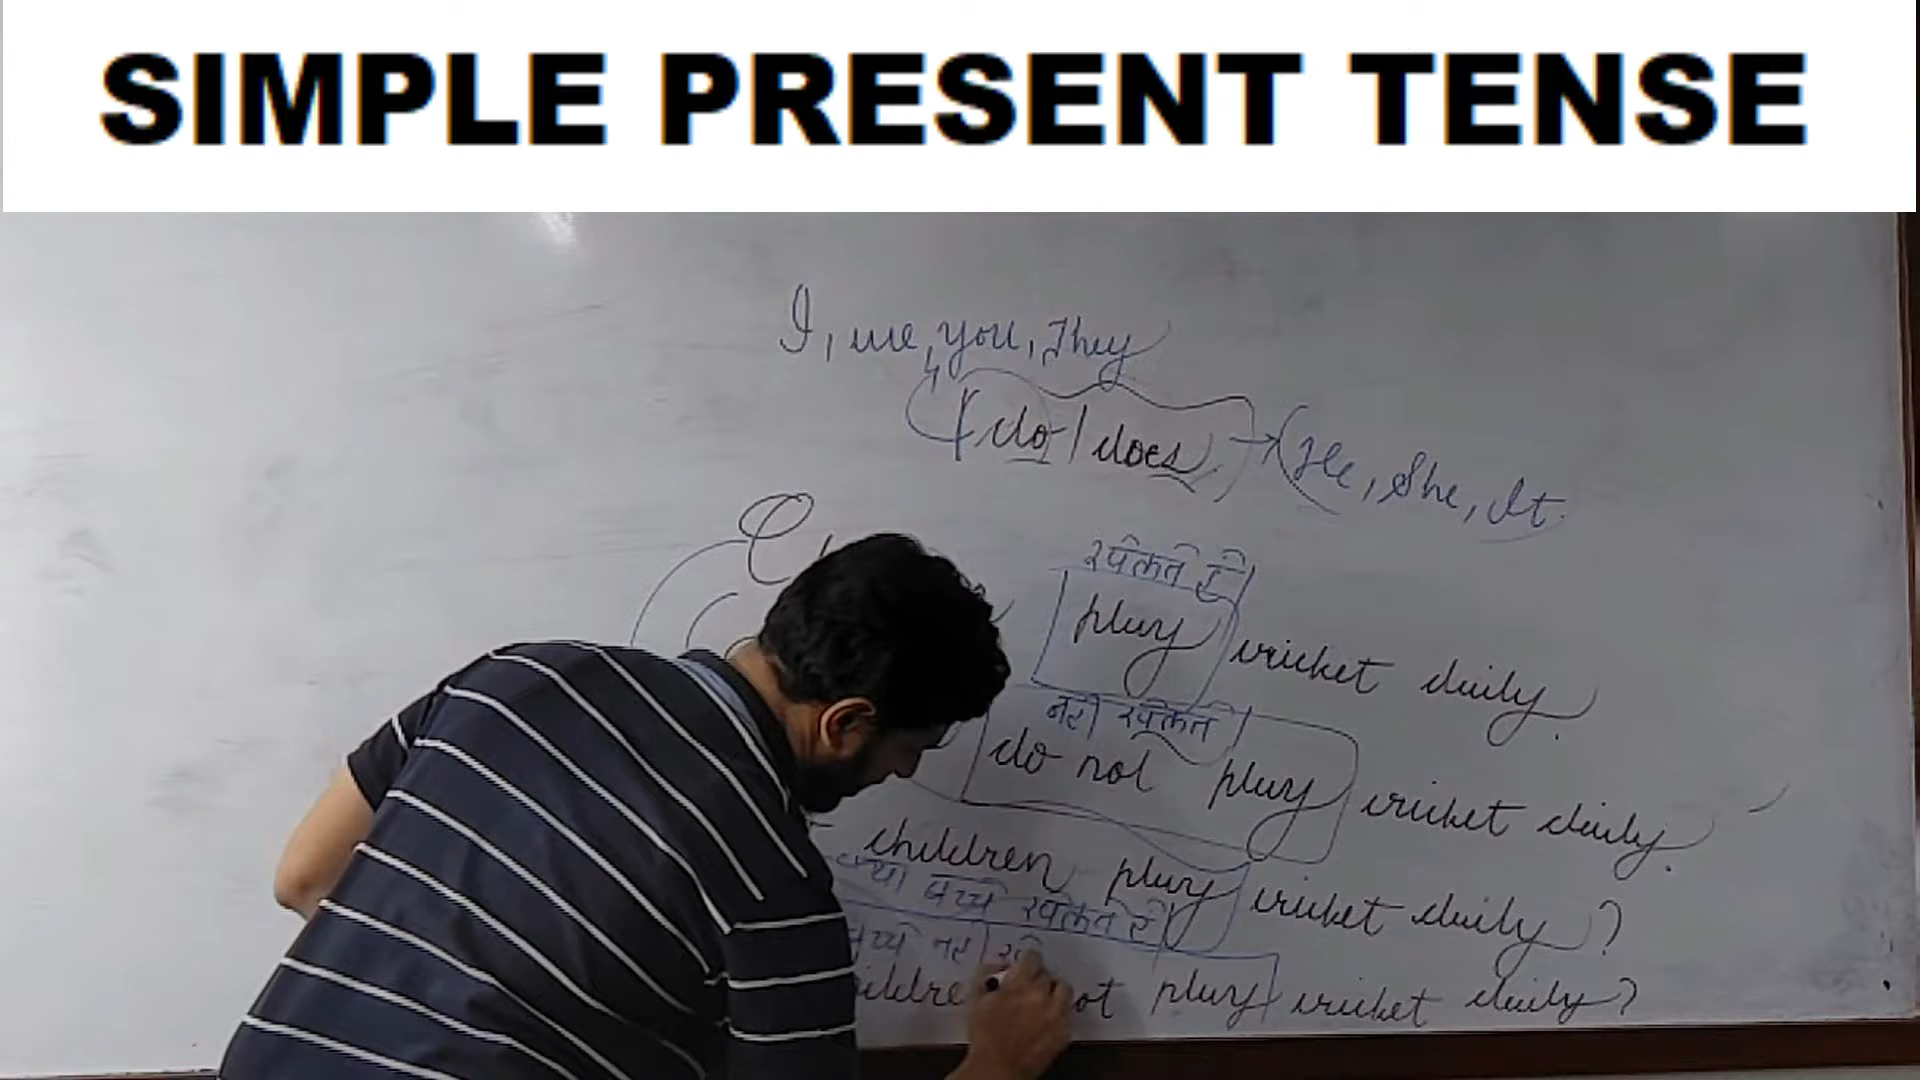 SIMPLE PRESENT TENSE
I, we, you, They
do / does → (He, She, It
खेलते हैं
play cricket daily.
नहीं खेलते
do not play cricket daily.
children play cricket daily?
क्या बच्चे खेलते हैं
नहीं
not play cricket daily?